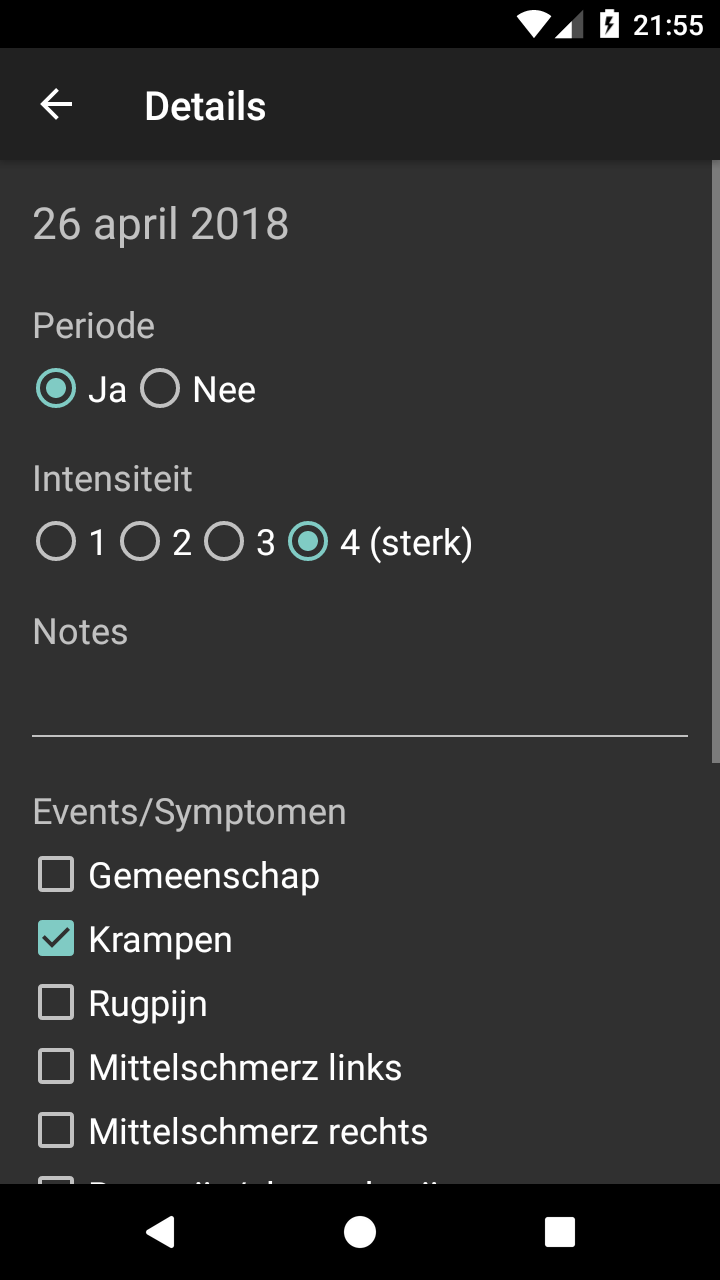 21:55
Details
26 april 2018
Periode
Ja Nee
Intensiteit
1 2 3 4 (sterk)
Notes
Events/Symptomen
Gemeenschap
Krampen
Rugpijn
Mittelschmerz links
Mittelschmerz rechts